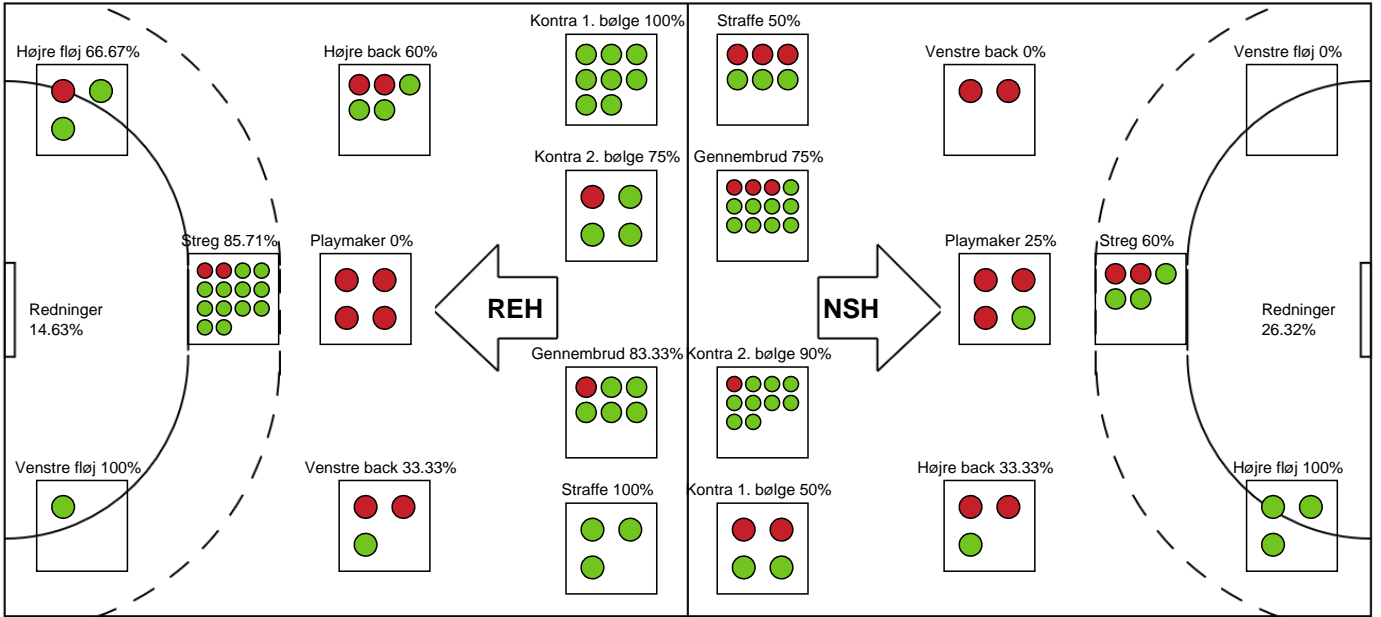 Kontra 1. bølge 100%
Straffe 50%
Højre fløj 66.67%
Højre back 60%
Venstre back 0%
Venstre fløj 0%
Kontra 2. bølge 75%
Gennembrud 75%
Streg 85.71%
Playmaker 0%
Playmaker 25%
Streg 60%
Redninger
14.63%
REH
NSH
Redninger
26.32%
Gennembrud 83.33%
Kontra 2. bølge 90%
Venstre fløj 100%
Venstre back 33.33%
Straffe 100%
Kontra 1. bølge 50%
Højre back 33.33%
Højre fløj 100%